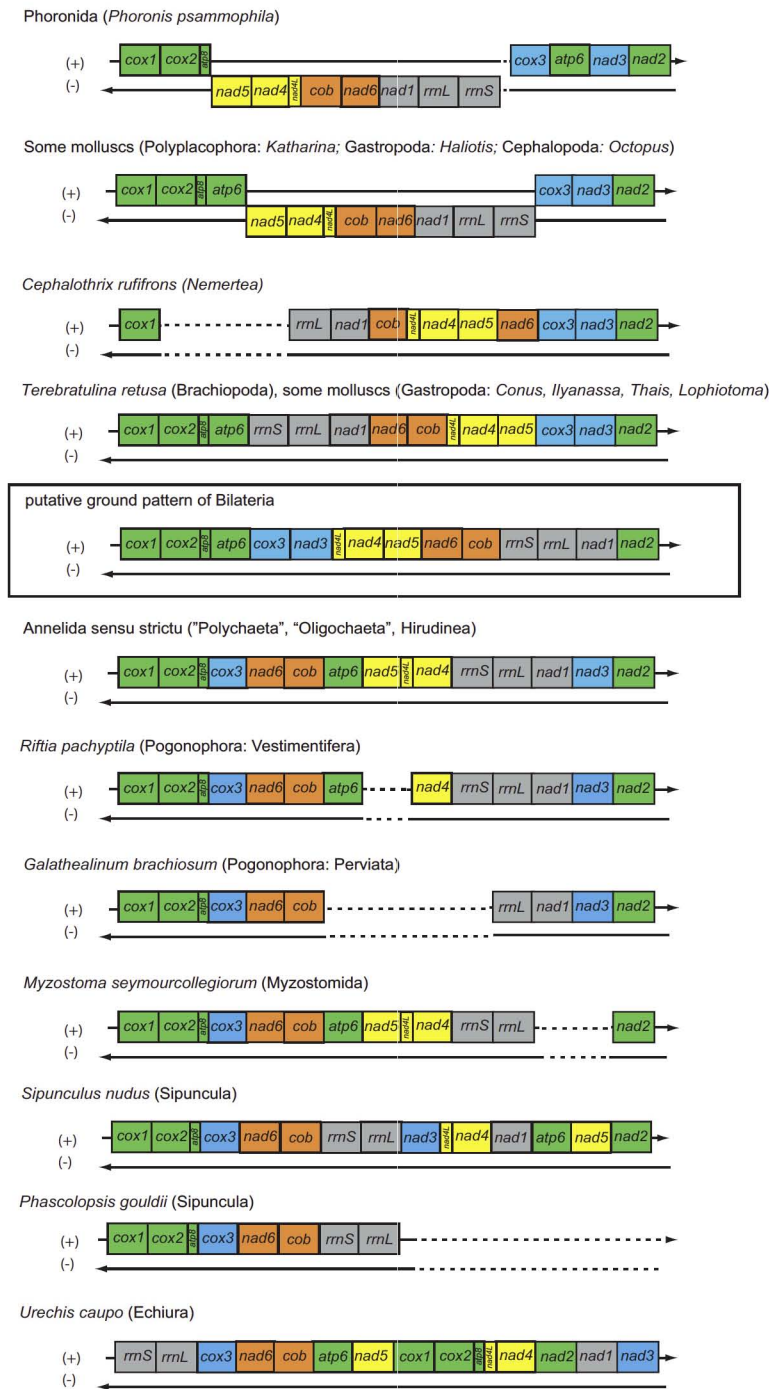 Phoronida (Phoronis psammophila)
(+) cox1 cox2 atp8 cox3 atp6 nad3 nad2
(-) nad5 nad4 nad4L cob nad6 nad1 rrnL rrnS
Some molluscs (Polyplacophora: Katharina; Gastropoda: Haliotis; Cephalopoda: Octopus)
(+) cox1 cox2 atp8 atp6 cox3 nad3 nad2
(-) nad5 nad4 nad4L cob nad6 nad1 rrnL rrnS
Cephalothrix rufifrons (Nemertea)
(+) cox1 rrnL nad1 cob nad4L nad4 nad5 nad6 cox3 nad3 nad2
(-)
Terebratulina retusa (Brachiopoda), some molluscs (Gastropoda: Conus, Ilyanassa, Thais, Lophiotoma)
(+) cox1 cox2 atp8 atp6 rrnS rrnL nad1 nad6 cob nad4L nad4 nad5 cox3 nad3 nad2
(-)
putative ground pattern of Bilateria
(+) cox1 cox2 atp8 atp6 cox3 nad3 nad4L nad4 nad5 nad6 cob rrnS rrnL nad1 nad2
(-)
Annelida sensu strictu ("Polychaeta", “Oligochaeta”, Hirudinea)
(+) cox1 cox2 atp8 cox3 nad6 cob atp6 nad5 nad4L nad4 rrnS rrnL nad1 nad3 nad2
(-)
Riftia pachyptila (Pogonophora: Vestimentifera)
(+) cox1 cox2 atp8 cox3 nad6 cob atp6 nad4 rrnS rrnL nad1 nad3 nad2
(-)
Galathealinum brachiosum (Pogonophora: Perviata)
(+) cox1 cox2 atp8 cox3 nad6 cob rrnL nad1 nad3 nad2
(-)
Myzostoma seymourcollegiorum (Myzostomida)
(+) cox1 cox2 atp8 cox3 nad6 cob atp6 nad5 nad4L nad4 rrnS rrnL nad2
(-)
Sipunculus nudus (Sipuncula)
(+) cox1 cox2 atp8 cox3 nad6 cob rrnS rrnL nad3 nad4L nad4 nad1 atp6 nad5 nad2
(-)
Phascolopsis gouldii (Sipuncula)
(+) cox1 cox2 atp8 cox3 nad6 cob rrnS rrnL
(-)
Urechis caupo (Echiura)
(+) rrnS rrnL cox3 nad6 cob atp6 nad5 cox1 cox2 atp8 nad4L nad4 nad2 nad1 nad3
(-)